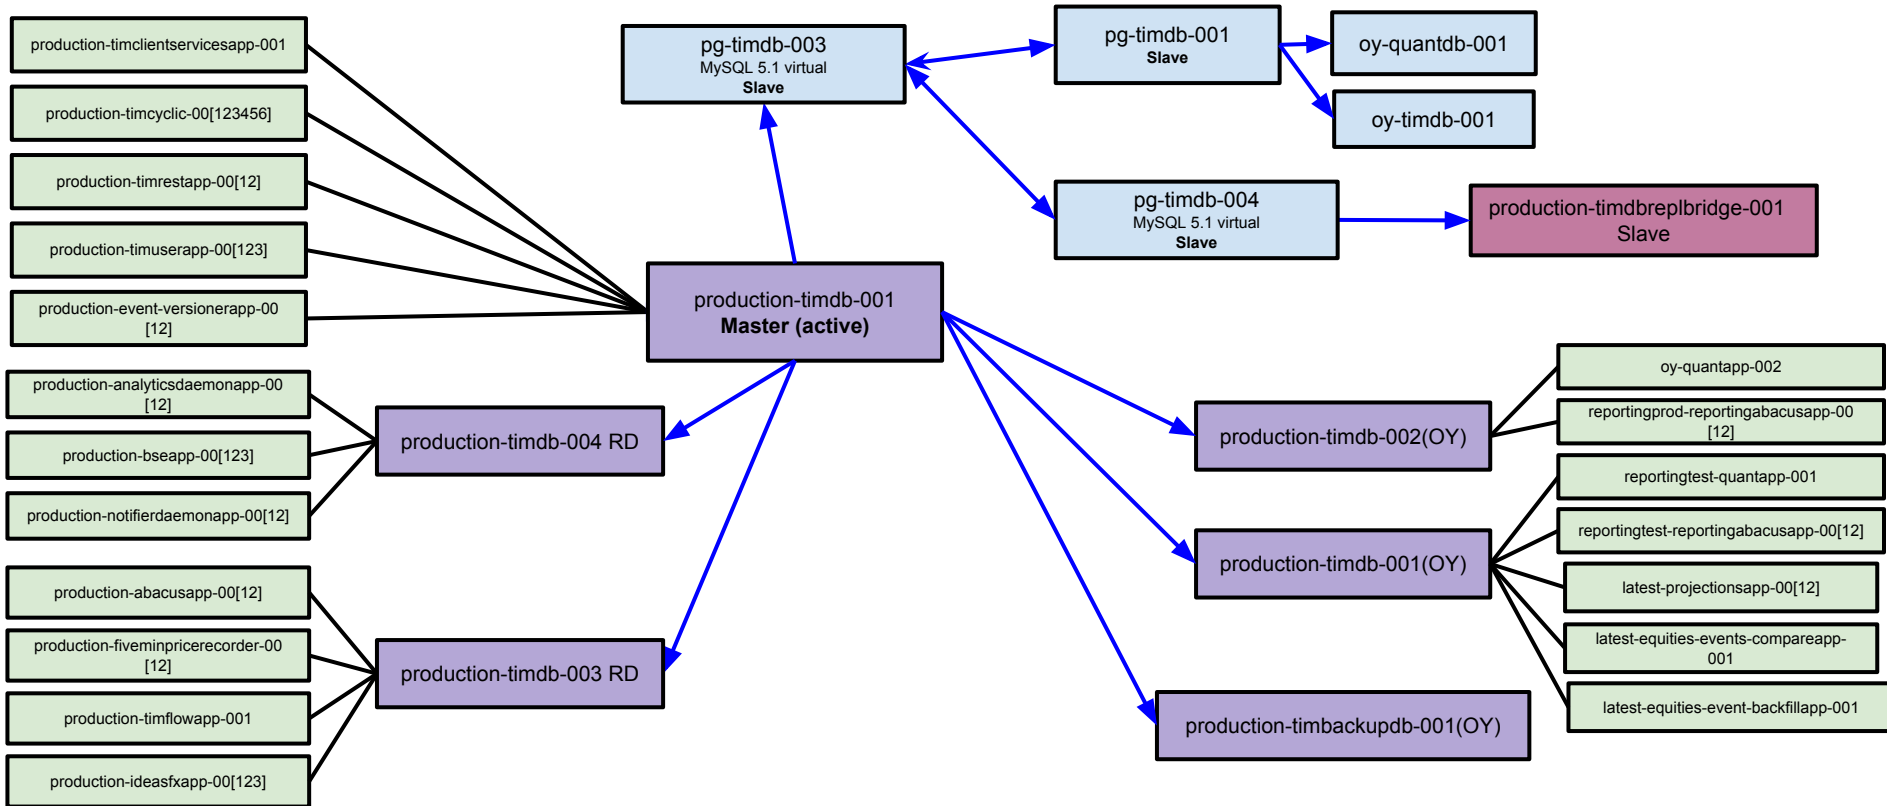 production-timclientservicesapp-001
production-timcyclic-00[123456]
production-timrestapp-00[12]
production-timuserapp-00[123]
production-event-versionerapp-00
[12]
production-analyticsdaemonapp-00
[12]
production-bseapp-00[123]
production-notifierdaemonapp-00[12]
production-abacusapp-00[12]
production-fiveminpricerecorder-00
[12]
production-timflowapp-001
production-ideasfxapp-00[123]
production-timdb-004 RD
production-timdb-003 RD
pg-timdb-003
MySQL 5.1 virtual
Slave
production-timdb-001
Master (active)
pg-timdb-001
Slave
oy-quantdb-001
oy-timdb-001
pg-timdb-004
MySQL 5.1 virtual
Slave
production-timdbreplbridge-001
Slave
production-timdb-002(OY)
production-timdb-001(OY)
production-timbackupdb-001(OY)
oy-quantapp-002
reportingprod-reportingabacusapp-00
[12]
reportingtest-quantapp-001
reportingtest-reportingabacusapp-00[12]
latest-projectionsapp-00[12]
latest-equities-events-compareapp-
001
latest-equities-event-backfillapp-001